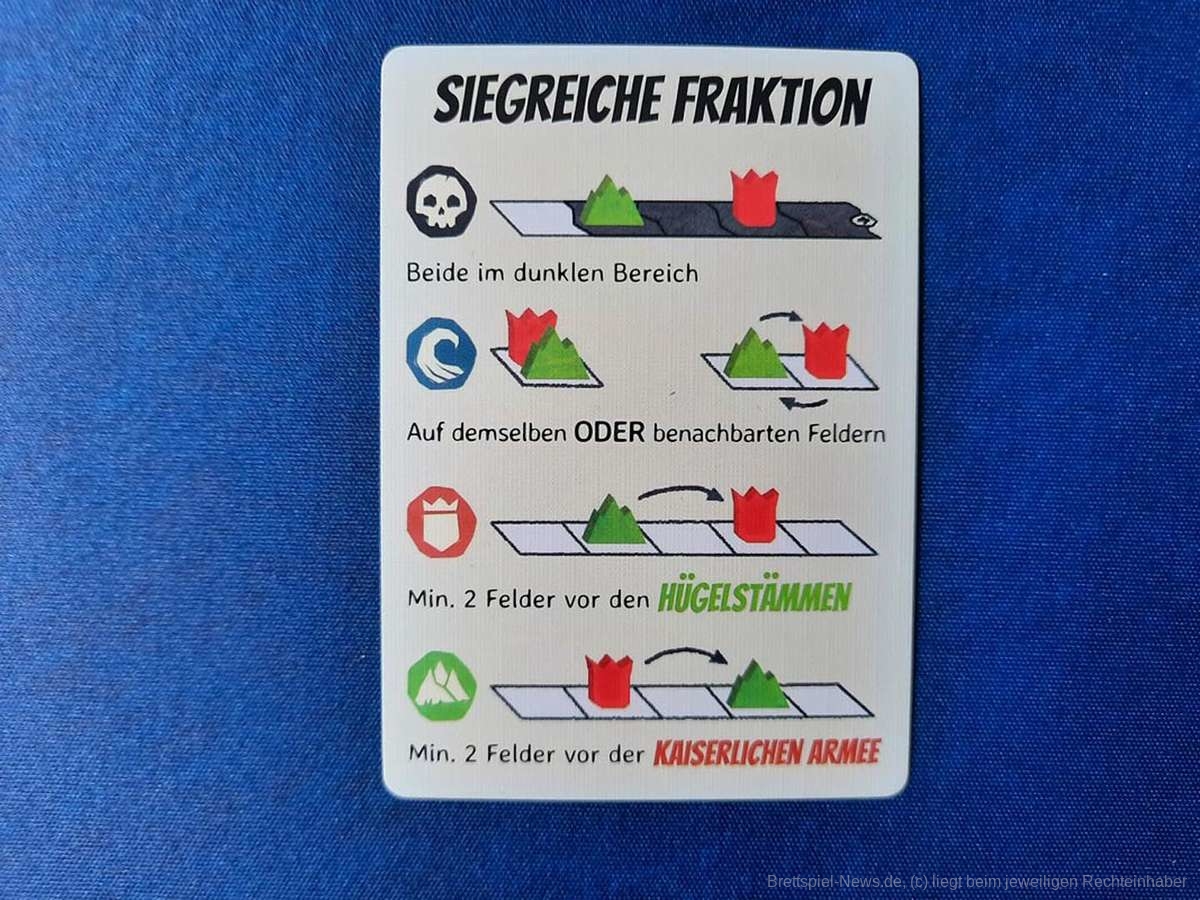 SIEGREICHE FRAKTION
Beide im dunklen Bereich
Auf demselben ODER benachbarten Feldern
Min. 2 Felder vor den HÜGELSTÄMMEN
Min. 2 Felder vor der KAISERLICHEN ARMEE
Brettspiel-News.de, (c) liegt beim jeweiligen Rechteinhaber